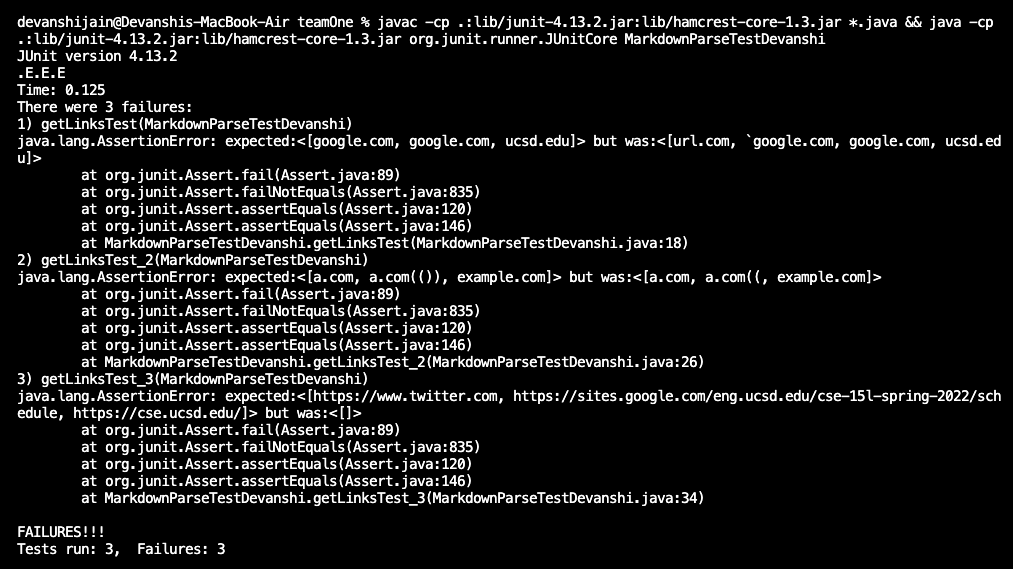 devanshijain@Devanshis-MacBook-Air teamOne % javac -cp .:lib/junit-4.13.2.jar:lib/hamcrest-core-1.3.jar *.java && java -cp
.:lib/junit-4.13.2.jar:lib/hamcrest-core-1.3.jar org.junit.runner.JUnitCore MarkdownParseTestDevanshi
JUnit version 4.13.2
.E.E.E
Time: 0.125
There were 3 failures:
1) getLinksTest(MarkdownParseTestDevanshi)
java.lang.AssertionError: expected:<[google.com, google.com, ucsd.edu]> but was:<[url.com, `google.com, google.com, ucsd.ed
u]>
        at org.junit.Assert.fail(Assert.java:89)
        at org.junit.Assert.failNotEquals(Assert.java:835)
        at org.junit.Assert.assertEquals(Assert.java:120)
        at org.junit.Assert.assertEquals(Assert.java:146)
        at MarkdownParseTestDevanshi.getLinksTest(MarkdownParseTestDevanshi.java:18)
2) getLinksTest_2(MarkdownParseTestDevanshi)
java.lang.AssertionError: expected:<[a.com, a.com(()), example.com]> but was:<[a.com, a.com((, example.com]>
        at org.junit.Assert.fail(Assert.java:89)
        at org.junit.Assert.failNotEquals(Assert.java:835)
        at org.junit.Assert.assertEquals(Assert.java:120)
        at org.junit.Assert.assertEquals(Assert.java:146)
        at MarkdownParseTestDevanshi.getLinksTest_2(MarkdownParseTestDevanshi.java:26)
3) getLinksTest_3(MarkdownParseTestDevanshi)
java.lang.AssertionError: expected:<[https://www.twitter.com, https://sites.google.com/eng.ucsd.edu/cse-15l-spring-2022/sch
edule, https://cse.ucsd.edu/]> but was:<[]>
        at org.junit.Assert.fail(Assert.java:89)
        at org.junit.Assert.failNotEquals(Assert.java:835)
        at org.junit.Assert.assertEquals(Assert.java:120)
        at org.junit.Assert.assertEquals(Assert.java:146)
        at MarkdownParseTestDevanshi.getLinksTest_3(MarkdownParseTestDevanshi.java:34)
FAILURES!!!
Tests run: 3,  Failures: 3